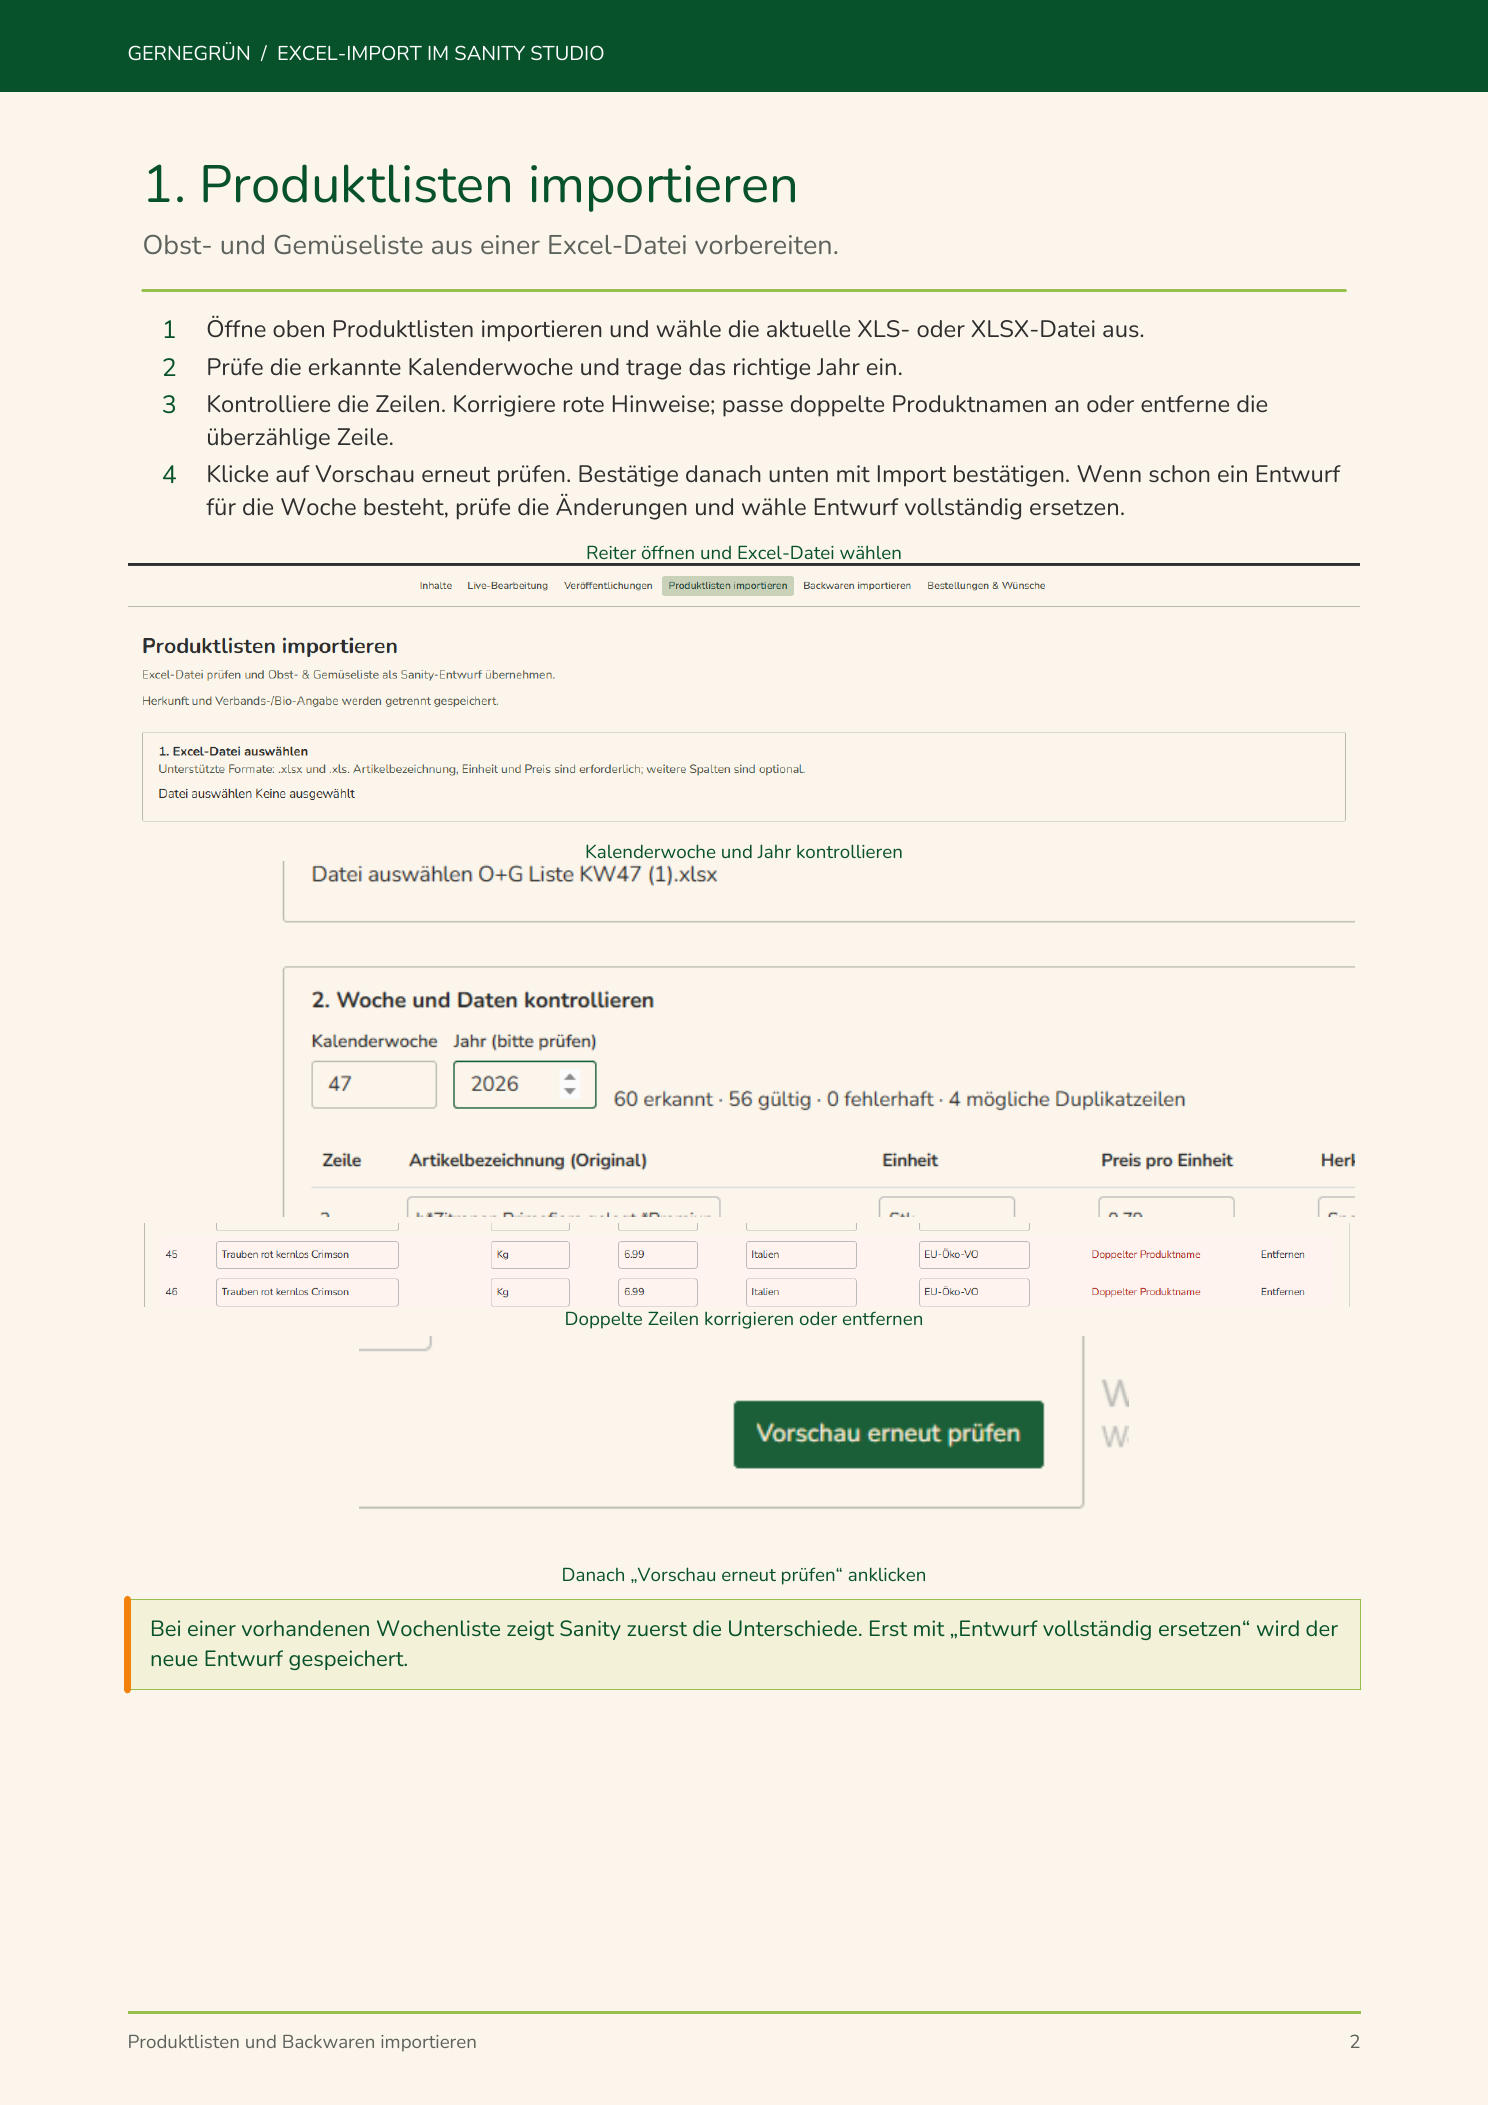 GERNEGRÜN / EXCEL-IMPORT IM SANITY STUDIO
1. Produktlisten importieren
Obst- und Gemüseliste aus einer Excel-Datei vorbereiten.
1 Öffne oben Produktlisten importieren und wähle die aktuelle XLS- oder XLSX-Datei aus.
2 Prüfe die erkannte Kalenderwoche und trage das richtige Jahr ein.
3 Kontrolliere die Zeilen. Korrigiere rote Hinweise; passe doppelte Produktnamen an oder entferne die
überzählige Zeile.
4 Klicke auf Vorschau erneut prüfen. Bestätige danach unten mit Import bestätigen. Wenn schon ein Entwurf
für die Woche besteht, prüfe die Änderungen und wähle Entwurf vollständig ersetzen.
Reiter öffnen und Excel-Datei wählen
Inhalte Live-Bearbeitung Veröffentlichungen Produktlisten importieren Backwaren importieren Bestellungen & Wünsche
Produktlisten importieren
Excel-Datei prüfen und Obst- & Gemüseliste als Sanity-Entwurf übernehmen.
Herkunft und Verbands-/Bio-Angabe werden getrennt gespeichert.
1. Excel-Datei auswählen
Unterstützte Formate: .xlsx und .xls. Artikelbezeichnung, Einheit und Preis sind erforderlich; weitere Spalten sind optional.
Datei auswählen Keine ausgewählt
Kalenderwoche und Jahr kontrollieren
Datei auswählen O+G Liste KW47 (1).xlsx
2. Woche und Daten kontrollieren
Kalenderwoche Jahr (bitte prüfen)
47 2026 60 erkannt · 56 gültig · 0 fehlerhaft · 4 mögliche Duplikatzeilen
Zeile Artikelbezeichnung (Original) Einheit Preis pro Einheit Herk
45 Trauben rot kernlos Crimson Kg 6.99 Italien EU-Öko-VO Doppelter Produktname Entfernen
46 Trauben rot kernlos Crimson Kg 6.99 Italien EU-Öko-VO Doppelter Produktname Entfernen
Doppelte Zeilen korrigieren oder entfernen
Vorschau erneut prüfen
Danach „Vorschau erneut prüfen“ anklicken
Bei einer vorhandenen Wochenliste zeigt Sanity zuerst die Unterschiede. Erst mit „Entwurf vollständig ersetzen“ wird der
neue Entwurf gespeichert.
Produktlisten und Backwaren importieren 2